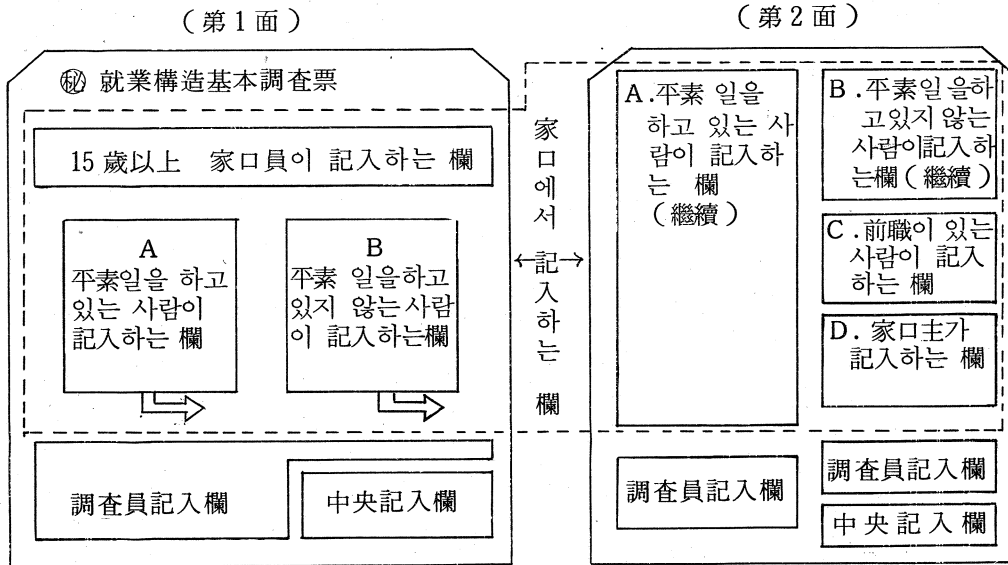 (第1面)
㊙ 就業構造基本調査票
15歲以上 家口員이 記入하는 欄
A
平素일을 하고
있는 사람이
記入하는 欄
B
平素 일을하고
있지 않는사람
이 記入하는欄
調査員記入欄
中央記入欄
家口에서 記入하는 欄
(第2面)
A.平素 일을
하고 있는 사
람이 記入하
는 欄
(繼續)
B.平素일을하
고있지 않는
사람이記入하
는欄(繼續)
C.前職이 있는
사람이 記入
하는 欄
D. 家口主가
記入하는 欄
調査員記入欄
調査員記入欄
中央記入欄